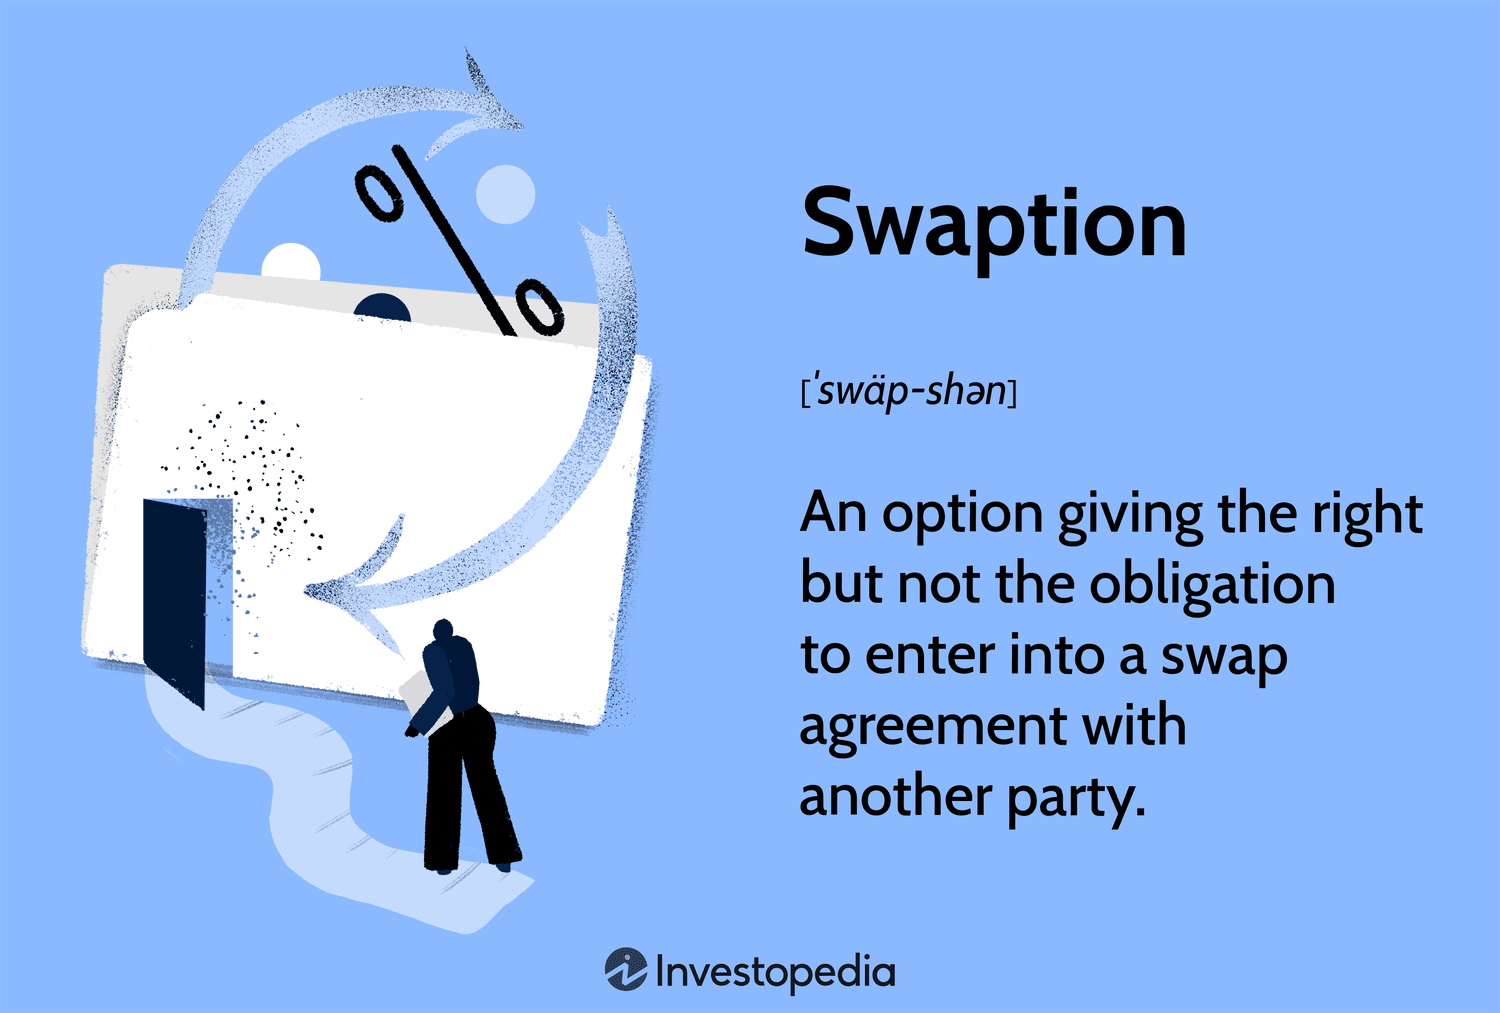 %
Swaption
[ˈswäp-shən]
An option giving the right
but not the obligation
to enter into a swap
agreement with
another party.
Investopedia